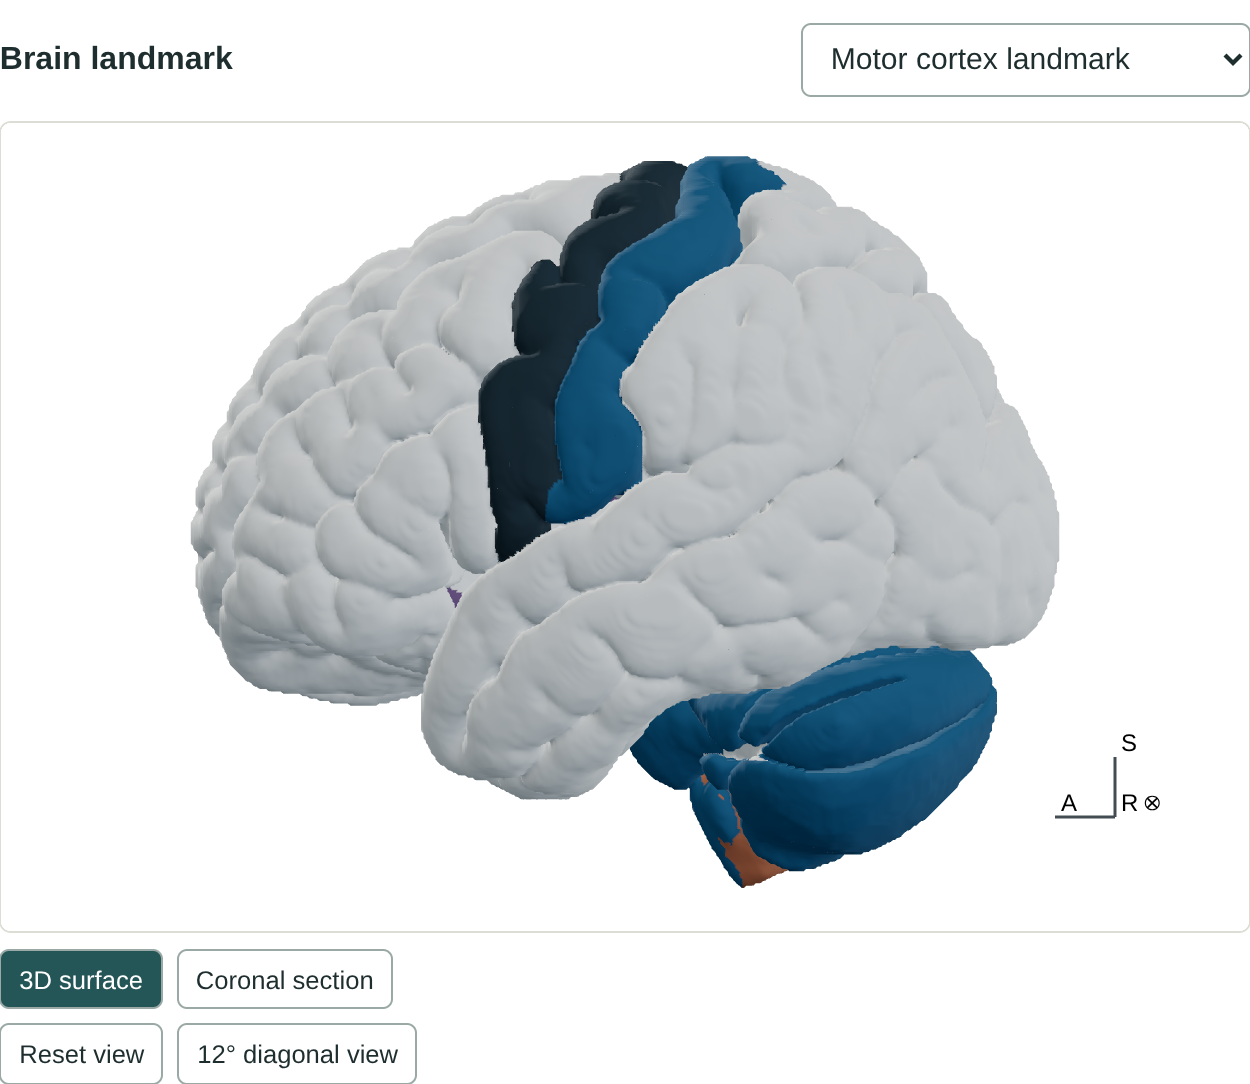 Brain landmark
Motor cortex landmark
S
A
R ⊗
3D surface
Coronal section
Reset view
12° diagonal view